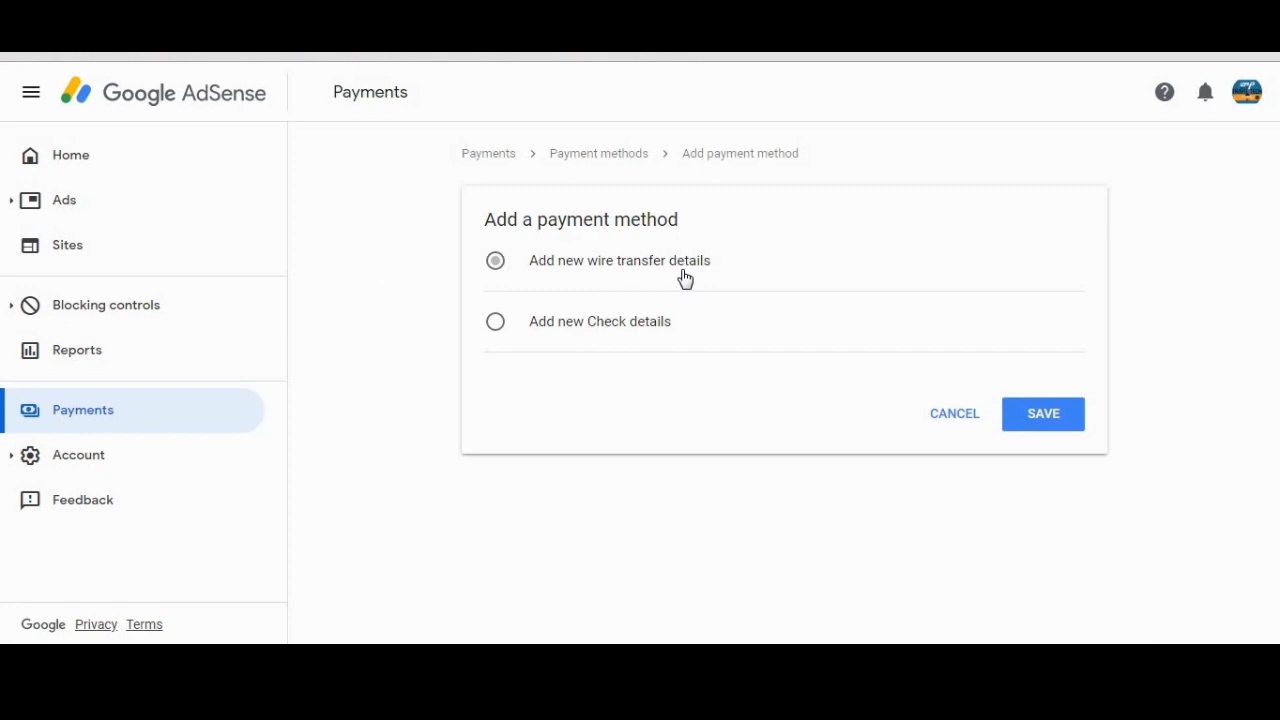 Google AdSense
Payments
Home
Ads
Sites
Blocking controls
Reports
Payments
Account
Feedback
Google Privacy Terms
Payments > Payment methods > Add payment method
Add a payment method
Add new wire transfer details
Add new Check details
CANCEL SAVE